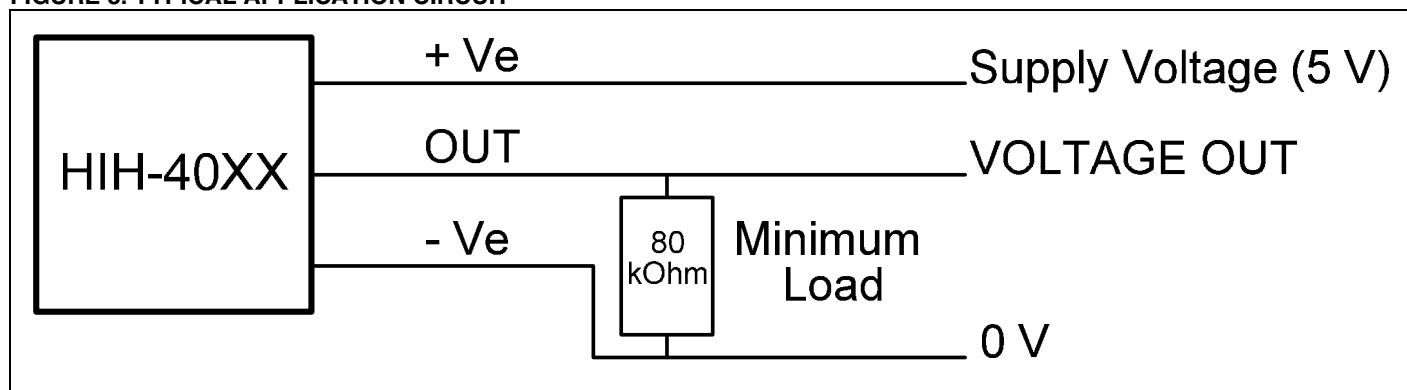 + Ve
Supply Voltage (5 V)
HIH-40XX
OUT
VOLTAGE OUT
- Ve
80
kOhm
Minimum
Load
0 V